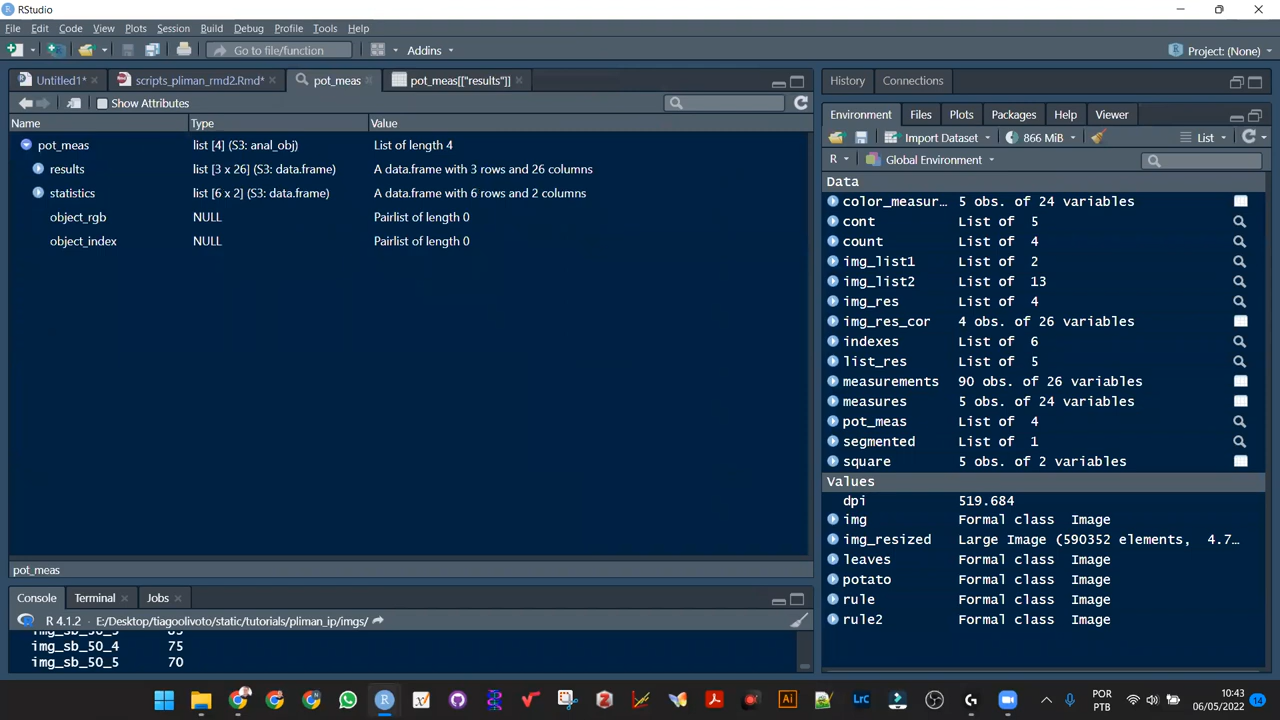 RStudio
File Edit Code View Plots Session Build Debug Profile Tools Help
Go to file/function Addins Project: (None)
Untitled1* scripts_pliman_rmd2.Rmd* pot_meas pot_meas[["results"]]
Show Attributes
Name Type Value
pot_meas list [4] (S3: anal_obj) List of length 4
results list [3 x 26] (S3: data.frame) A data.frame with 3 rows and 26 columns
statistics list [6 x 2] (S3: data.frame) A data.frame with 6 rows and 2 columns
object_rgb NULL Pairlist of length 0
object_index NULL Pairlist of length 0
pot_meas
Console Terminal Jobs
R 4.1.2 · E:/Desktop/tiagoolivoto/static/tutorials/pliman_ip/imgs/
img_sb_50_4 75
img_sb_50_5 70
History Connections
Environment Files Plots Packages Help Viewer
Import Dataset 866 MiB List
R Global Environment
Data
color_measur… 5 obs. of 24 variables
cont List of 5
count List of 4
img_list1 List of 2
img_list2 List of 13
img_res List of 4
img_res_cor 4 obs. of 26 variables
indexes List of 6
list_res List of 5
measurements 90 obs. of 26 variables
measures 5 obs. of 24 variables
pot_meas List of 4
segmented List of 1
square 5 obs. of 2 variables
Values
dpi 519.684
img Formal class Image
img_resized Large Image (590352 elements, 4.7…
leaves Formal class Image
potato Formal class Image
rule Formal class Image
rule2 Formal class Image
POR
PTB
10:43
06/05/2022